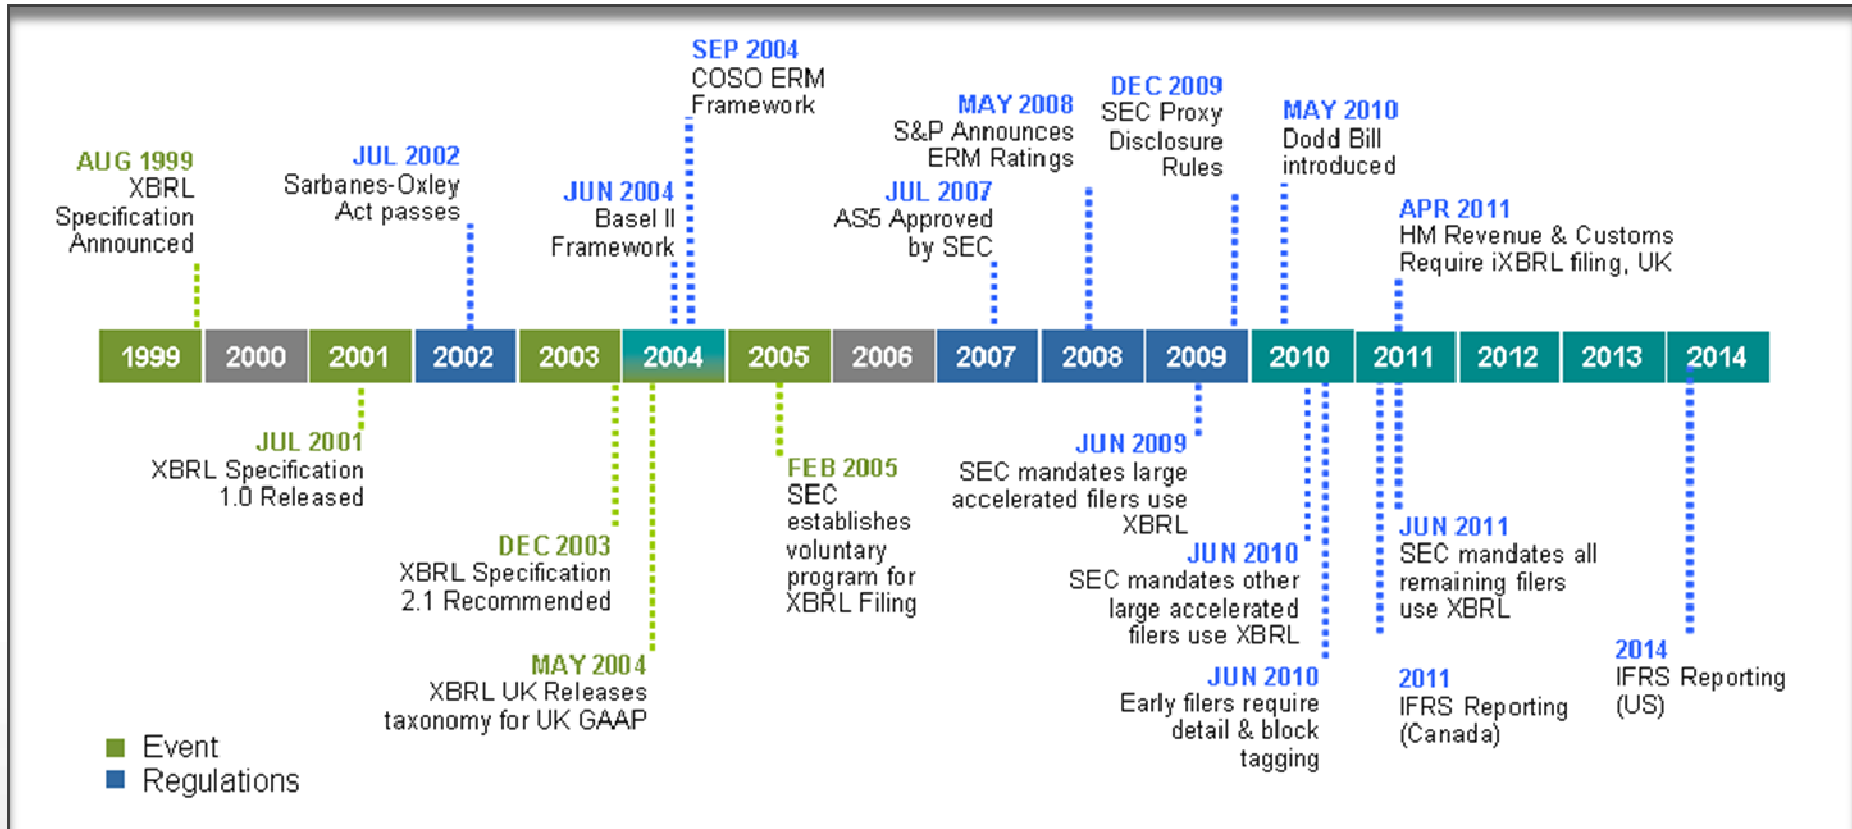 SEP 2004
COSO ERM
Framework
DEC 2009
SEC Proxy
Disclosure
Rules
MAY 2008
S&P Announces
ERM Ratings
MAY 2010
Dodd Bill
introduced
AUG 1999
XBRL
Specification
Announced
JUL 2002
Sarbanes-Oxley
Act passes
JUN 2004
Basel II
Framework
JUL 2007
AS5 Approved
by SEC
APR 2011
HM Revenue & Customs
Require iXBRL filing, UK
1999 2000 2001 2002 2003 2004 2005 2006 2007 2008 2009 2010 2011 2012 2013 2014
JUL 2001
XBRL Specification
1.0 Released
DEC 2003
XBRL Specification
2.1 Recommended
MAY 2004
XBRL UK Releases
taxonomy for UK GAAP
FEB 2005
SEC
establishes
voluntary
program for
XBRL Filing
JUN 2009
SEC mandates large
accelerated filers use
XBRL
JUN 2010
SEC mandates other
large accelerated
filers use XBRL
JUN 2010
Early filers require
detail & block
tagging
JUN 2011
SEC mandates all
remaining filers
use XBRL
2011
IFRS Reporting
(Canada)
2014
IFRS Reporting
(US)
Event
Regulations